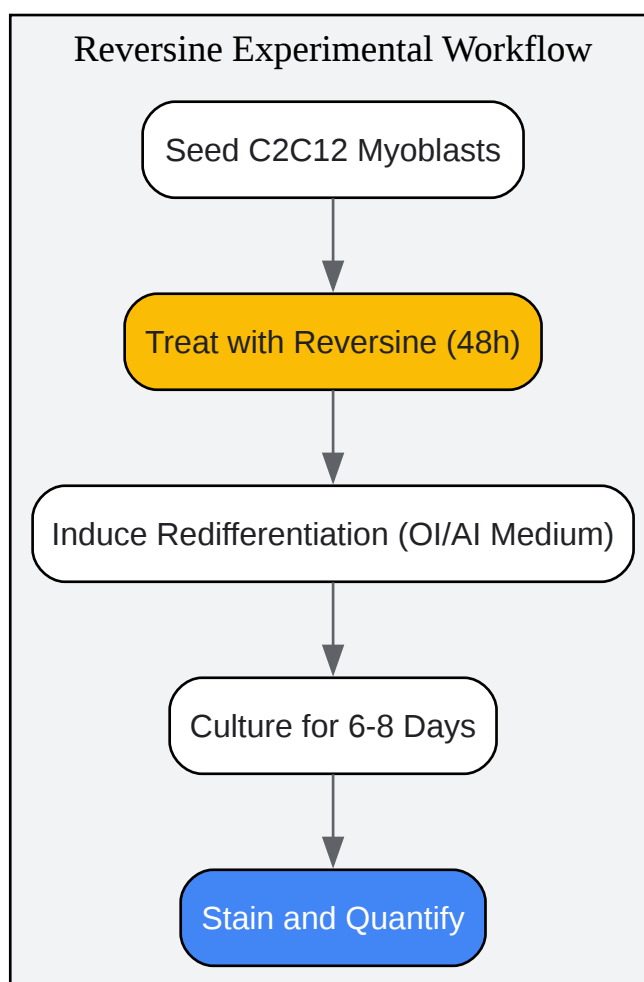 Reversine Experimental Workflow
Seed C2C12 Myoblasts
Treat with Reversine (48h)
Induce Redifferentiation (OI/AI Medium)
Culture for 6-8 Days
Stain and Quantify